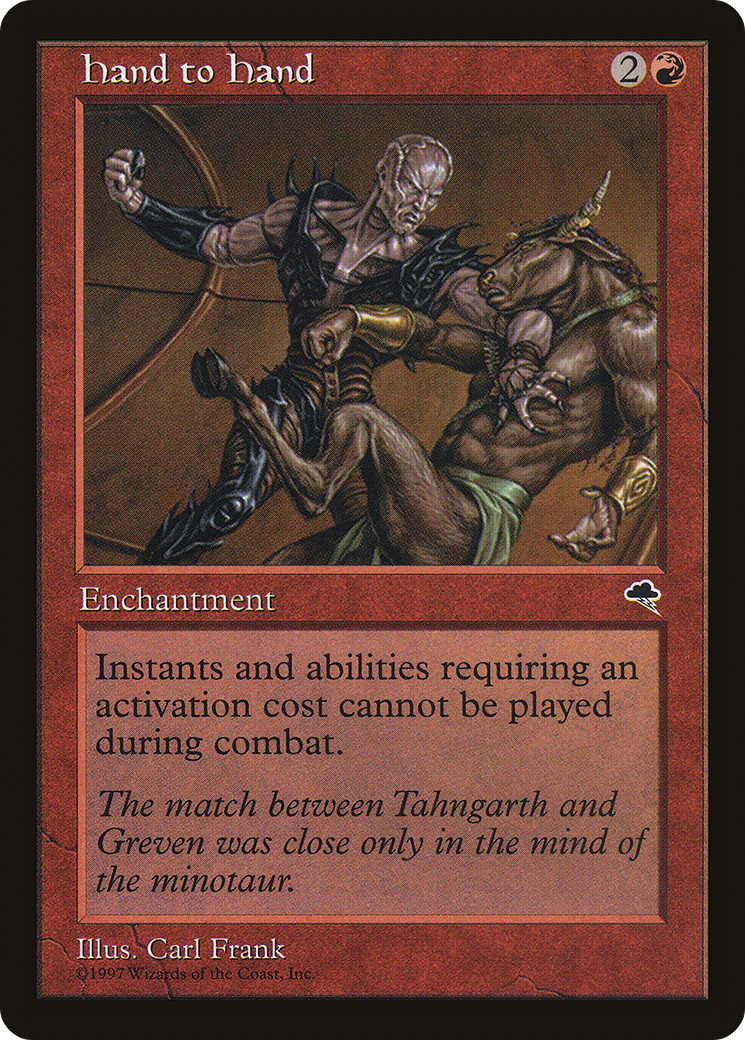 Hand to Hand
2
Enchantment
Instants and abilities requiring an
activation cost cannot be played
during combat.
The match between Tahngarth and
Greven was close only in the mind of
the minotaur.
Illus. Carl Frank
©1997 Wizards of the Coast, Inc.